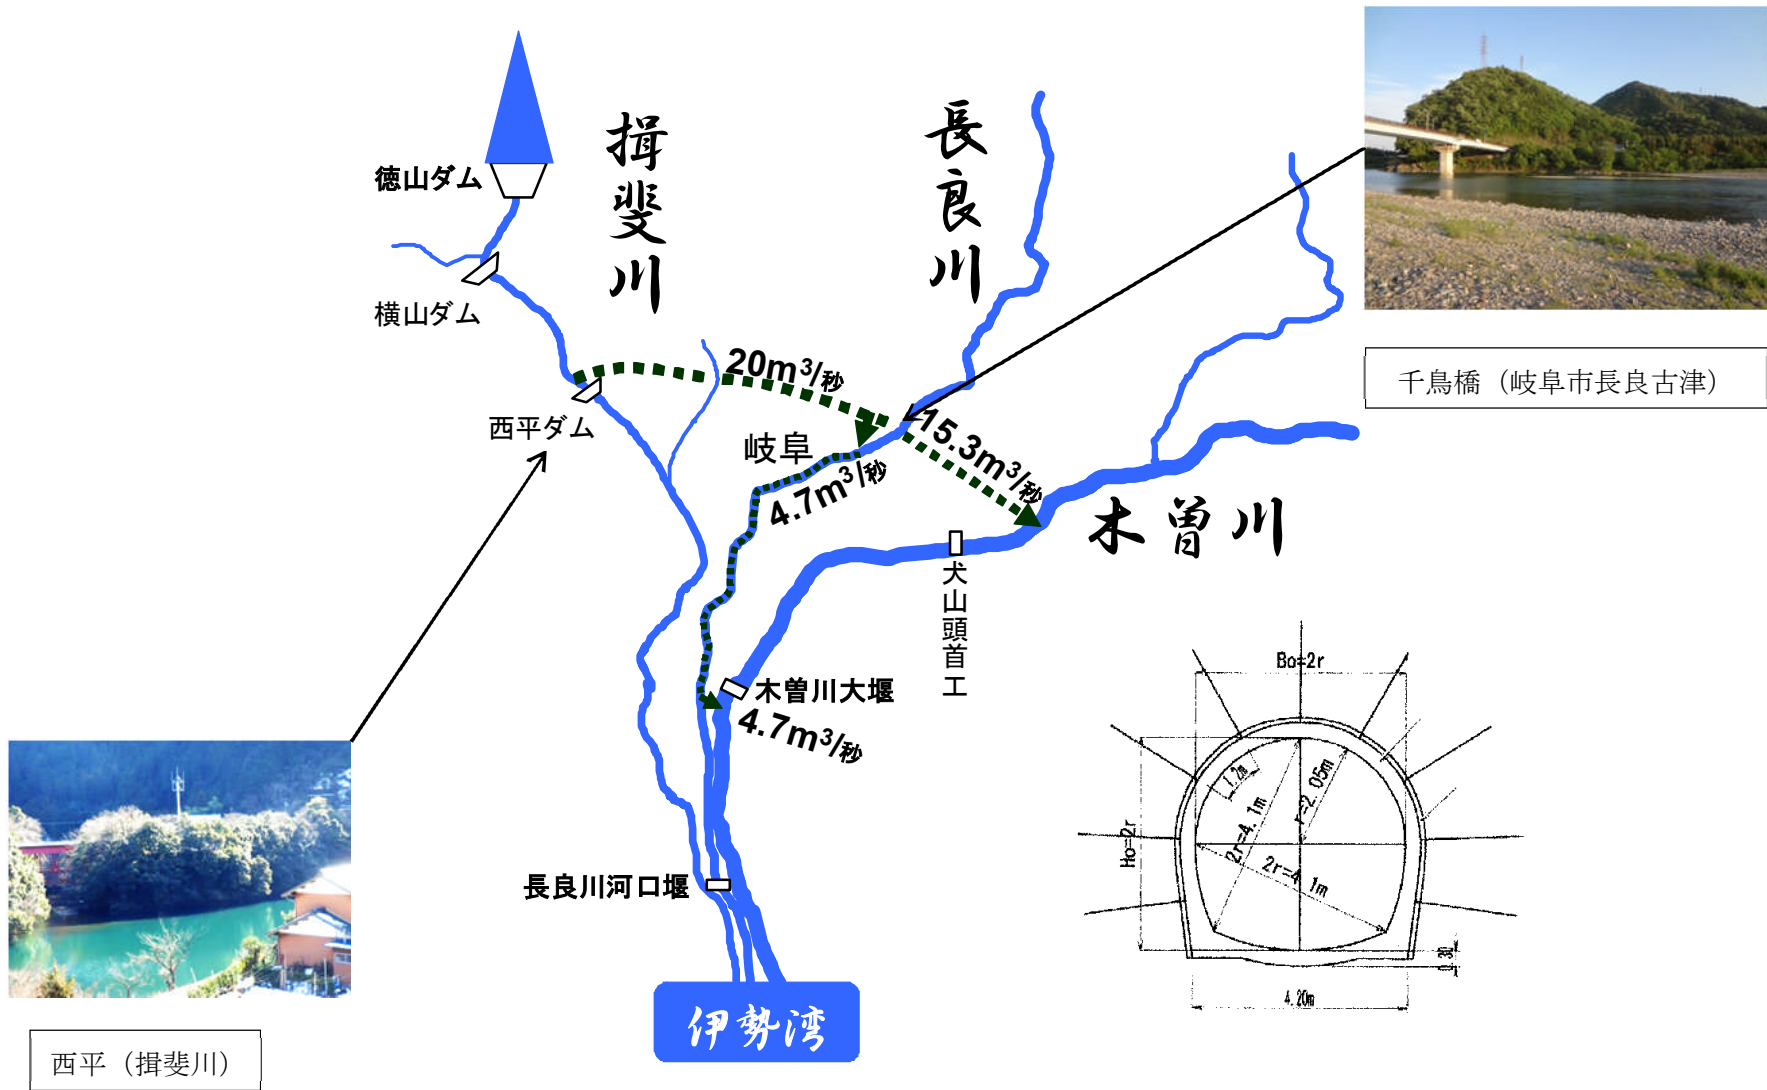 揖斐川
長良川
徳山ダム
横山ダム
20m³/秒
千鳥橋（岐阜市長良古津）
西平ダム
岐阜
15.3m³/秒
4.7m³/秒
木曽川
犬山頭首工
木曽川大堰
4.7m³/秒
長良川河口堰
伊勢湾
西平（揖斐川）
Bo=2r
Ho=2r
1.2m
2r=4.1m
r=2.05m
2r=4.1m
0.30
4.20m